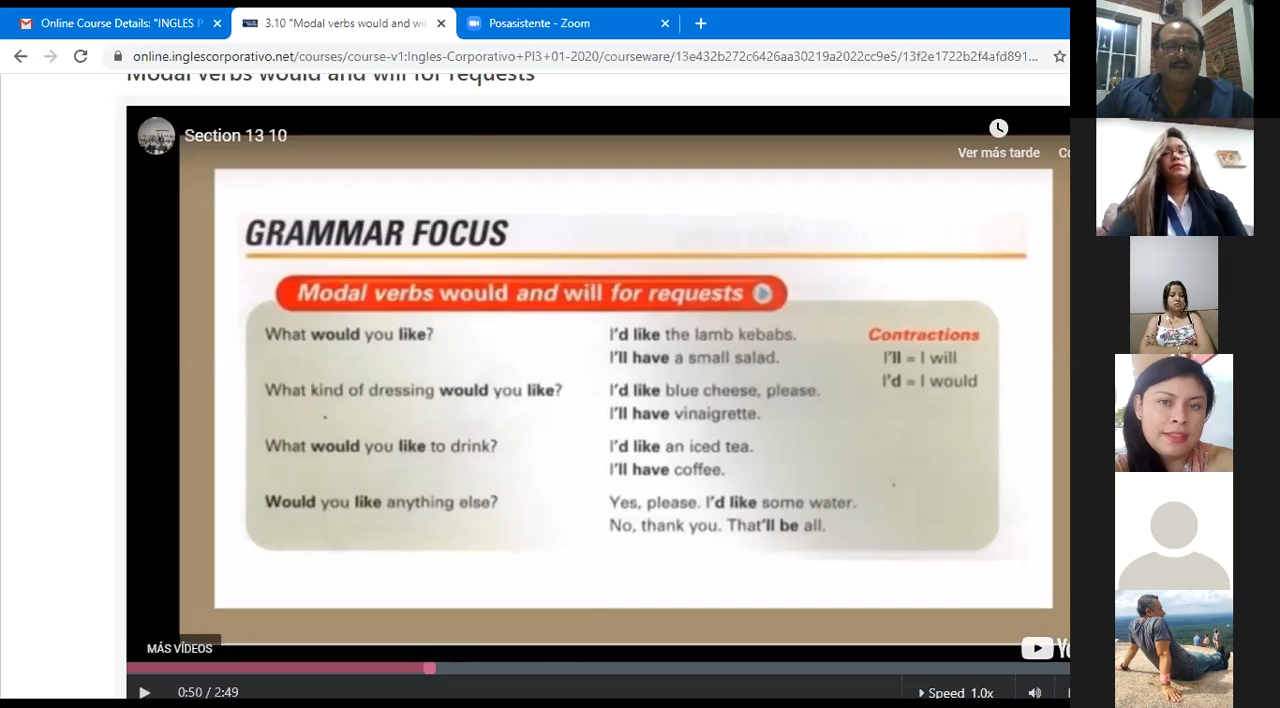 Online Course Details: "INGLES P
3.10 "Modal verbs would and wi
Posasistente - Zoom
online.inglescorporativo.net/courses/course-v1:Ingles-Corporativo+PI3+01-2020/courseware/13e432b272c6426aa30219a2022cc9e5/13f2e1722b2f4afd891...
Modal verbs would and will for requests
Section 13 10
Ver más tarde
GRAMMAR FOCUS
Modal verbs would and will for requests
What would you like?
I'd like the lamb kebabs.
I'll have a small salad.
What kind of dressing would you like?
I'd like blue cheese, please.
I'll have vinaigrette.
What would you like to drink?
I'd like an iced tea.
I'll have coffee.
Would you like anything else?
Yes, please. I'd like some water.
No, thank you. That'll be all.
Contractions
I'll = I will
I'd = I would
MÁS VÍDEOS
0:50 / 2:49
Speed 1.0x